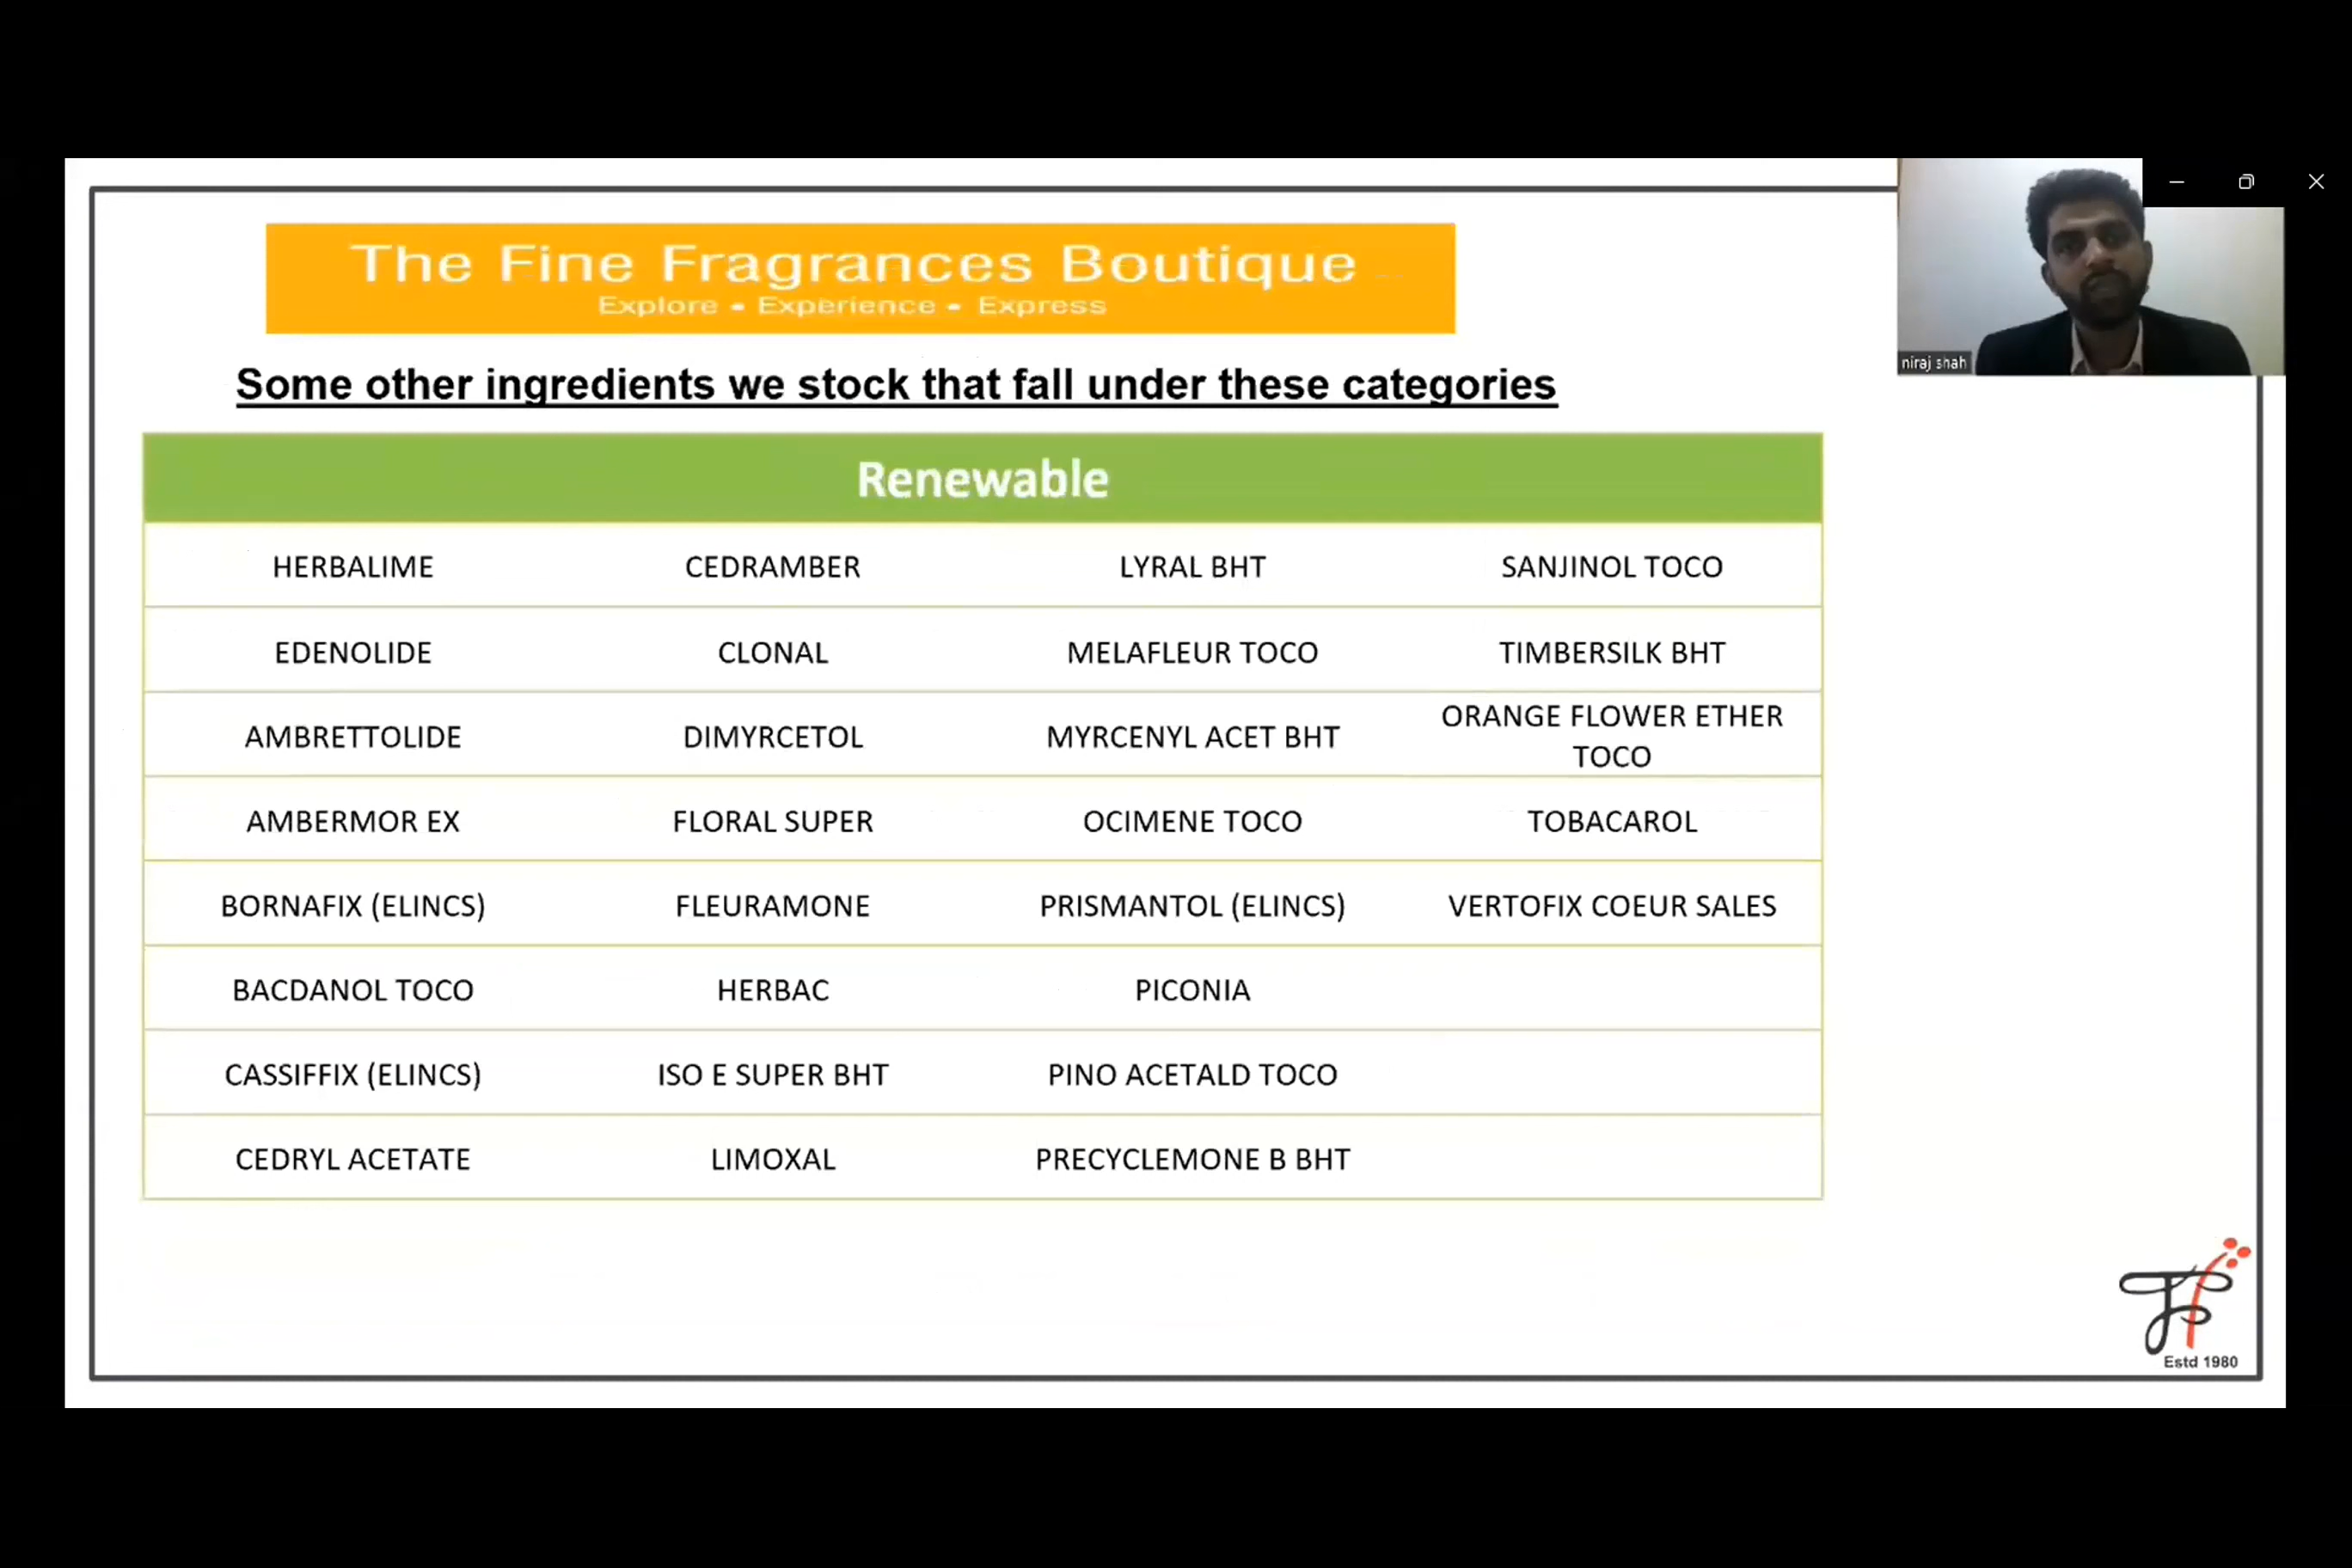 The Fine Fragrances Boutique
Explore • Experience • Express
niraj shah
Some other ingredients we stock that fall under these categories
Renewable
HERBALIME CEDRAMBER LYRAL BHT SANJINOL TOCO
EDENOLIDE CLONAL MELAFLEUR TOCO TIMBERSILK BHT
AMBRETTOLIDE DIMYRCETOL MYRCENYL ACET BHT ORANGE FLOWER ETHER
TOCO
AMBERMOR EX FLORAL SUPER OCIMENE TOCO TOBACAROL
BORNAFIX (ELINCS) FLEURAMONE PRISMANTOL (ELINCS) VERTOFIX COEUR SALES
BACDANOL TOCO HERBAC PICONIA
CASSIFFIX (ELINCS) ISO E SUPER BHT PINO ACETALD TOCO
CEDRYL ACETATE LIMOXAL PRECYCLEMONE B BHT
Estd 1980